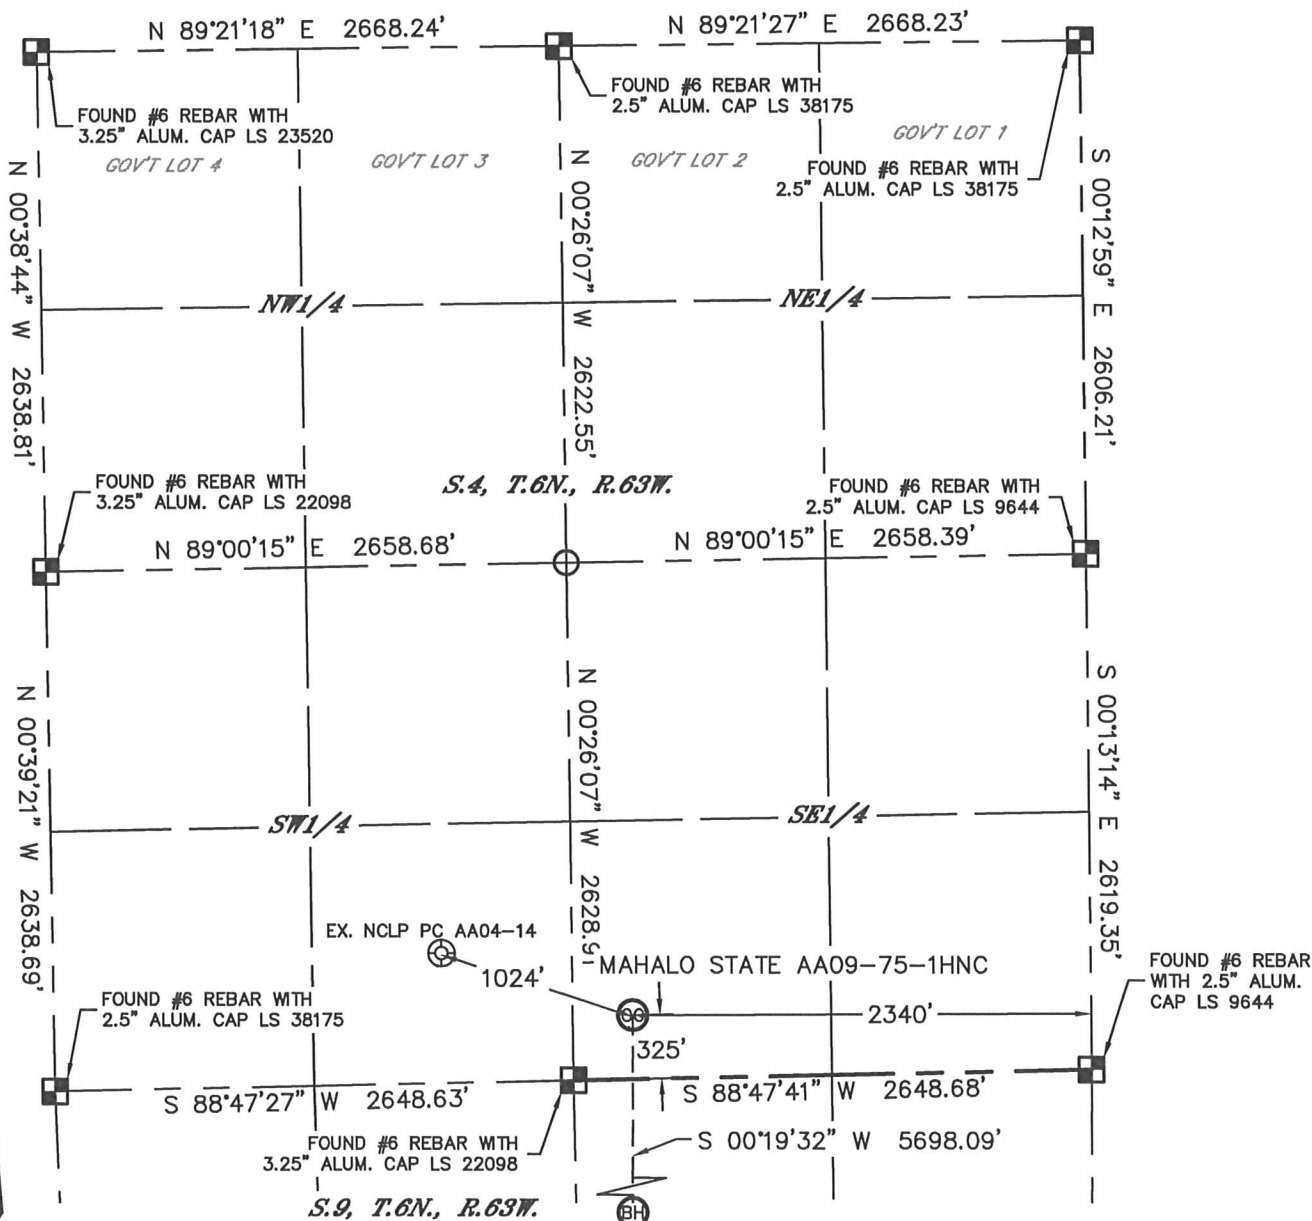 N 89°21'18" E 2668.24'
N 89°21'27" E 2668.23'
FOUND #6 REBAR WITH
3.25" ALUM. CAP LS 23520
FOUND #6 REBAR WITH
2.5" ALUM. CAP LS 38175
FOUND #6 REBAR WITH
2.5" ALUM. CAP LS 38175
GOV'T LOT 4
GOV'T LOT 3
GOV'T LOT 2
GOV'T LOT 1
N 00°38'44" W 2638.81'
N 00°26'07" W 2622.55'
S 00°12'59" E 2606.21'
NW1/4
NE1/4
S.4, T.6N., R.63W.
FOUND #6 REBAR WITH
3.25" ALUM. CAP LS 22098
FOUND #6 REBAR WITH
2.5" ALUM. CAP LS 9644
N 89°00'15" E 2658.68'
N 89°00'15" E 2658.39'
N 00°39'21" W 2638.69'
N 00°26'07" W 2628.91
S 00°13'14" E 2619.35'
SW1/4
SE1/4
EX. NCLP PC AA04-14
1024'
MAHALO STATE AA09-75-1HNC
2340'
325'
FOUND #6 REBAR
WITH 2.5" ALUM.
CAP LS 9644
FOUND #6 REBAR WITH
2.5" ALUM. CAP LS 38175
S 88°47'27" W 2648.63'
S 88°47'41" W 2648.68'
FOUND #6 REBAR WITH
3.25" ALUM. CAP LS 22098
S 00°19'32" W 5698.09'
S.9, T.6N., R.63W.
BH